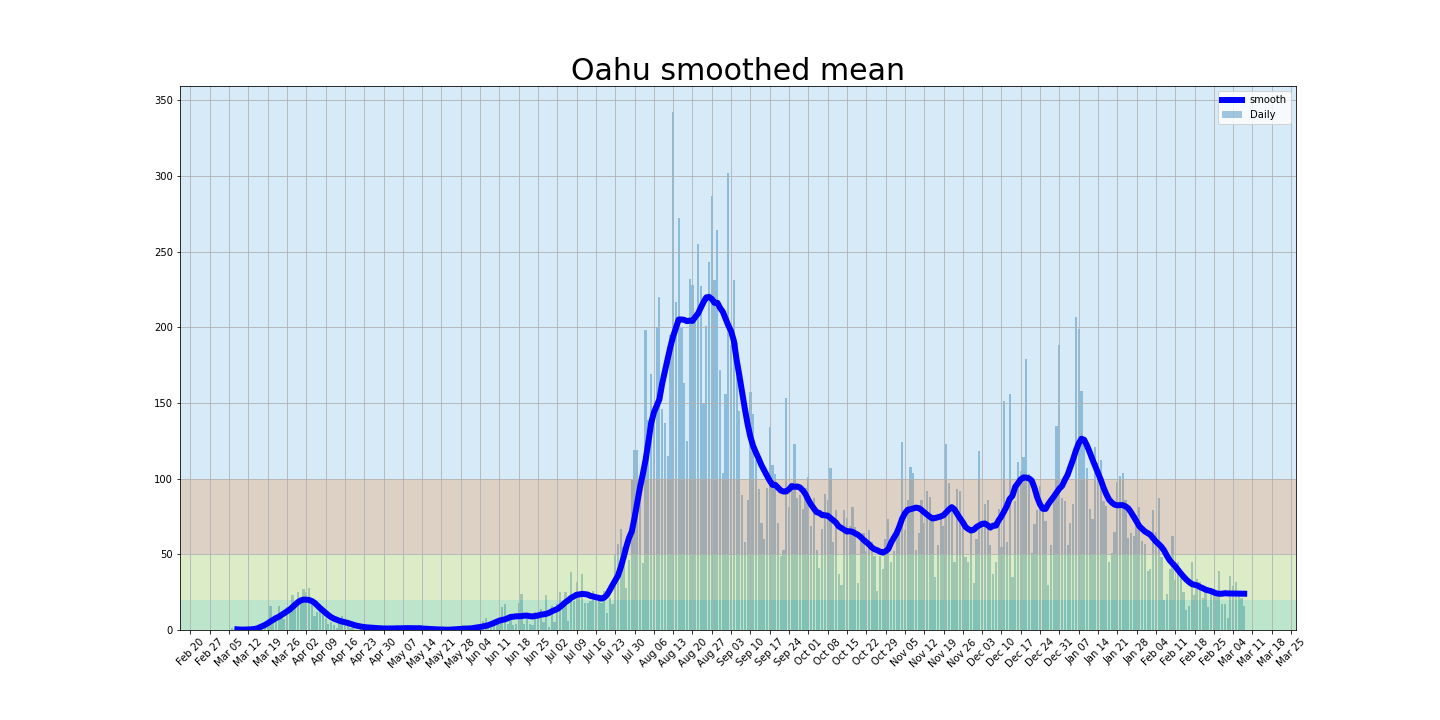 Oahu smoothed mean
smooth
Daily
350
300
250
200
150
100
50
0
Feb 20
Feb 27
Mar 05
Mar 12
Mar 19
Mar 26
Apr 02
Apr 09
Apr 16
Apr 23
Apr 30
May 07
May 14
May 21
May 28
Jun 04
Jun 11
Jun 18
Jun 25
Jul 02
Jul 09
Jul 16
Jul 23
Jul 30
Aug 06
Aug 13
Aug 20
Aug 27
Sep 03
Sep 10
Sep 17
Sep 24
Oct 01
Oct 08
Oct 15
Oct 22
Oct 29
Nov 05
Nov 12
Nov 19
Nov 26
Dec 03
Dec 10
Dec 17
Dec 24
Dec 31
Jan 07
Jan 14
Jan 21
Jan 28
Feb 04
Feb 11
Feb 18
Feb 25
Mar 04
Mar 11
Mar 18
Mar 25